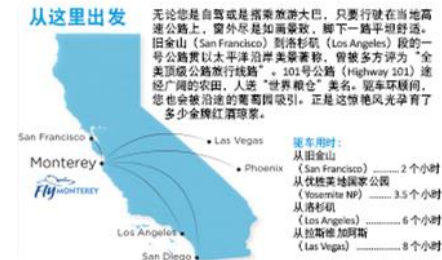 从这里出发
无论您是自驾或是搭乘旅游大巴，只要行驶在当地高
速公路上，窗外尽是如画景致，脚下一路平坦舒适。
旧金山（San Francisco）到洛杉矶（Los Angeles）段的一
号公路贯以太平洋沿岸美景著称，曾被多方评为“全
美顶级公路旅行线路”。101号公路（Highway 101）途
经广阔的农田，人送“世界粮仓”美名。驱车环顾间，
您也会被沿途的葡萄园吸引。正是这惊艳风光孕育了
多少金牌红酒琼浆。
San Francisco
Monterey
Fly MONTEREY
Las Vegas
Phoenix
Los Angeles
San Diego
驱车用时：
从旧金山
（San Francisco）...........2 个小时
从优胜美地国家公园
（Yosemite NP）..........3.5 个小时
从洛杉矶
（Los Angeles）..............6 个小时
从拉斯维加阿斯
（Las Vegas）.................8 个小时